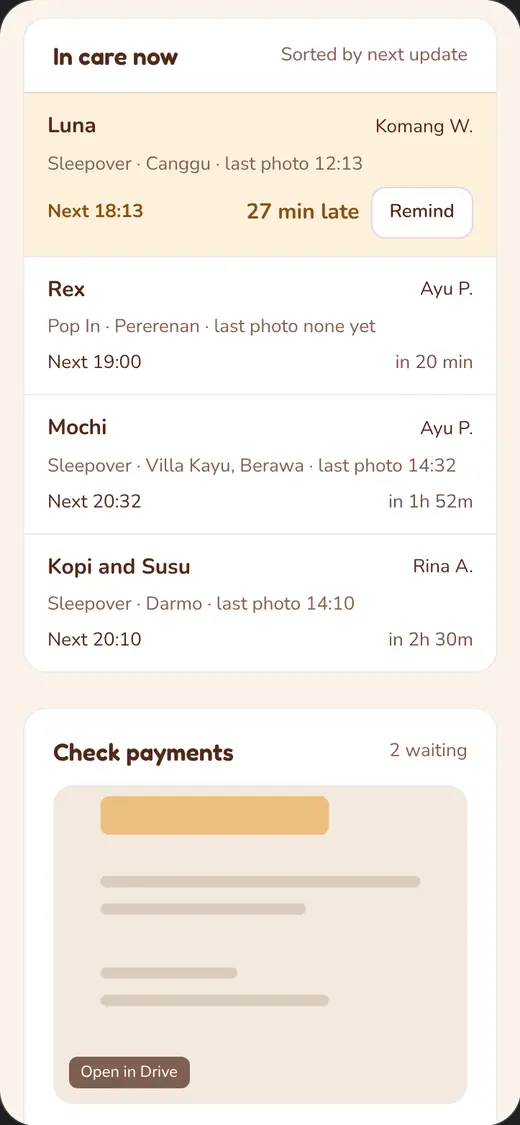 In care now
Sorted by next update
Luna
Komang W.
Sleepover · Canggu · last photo 12:13
Next 18:13
27 min late
Remind
Rex
Ayu P.
Pop In · Pererenan · last photo none yet
Next 19:00
in 20 min
Mochi
Ayu P.
Sleepover · Villa Kayu, Berawa · last photo 14:32
Next 20:32
in 1h 52m
Kopi and Susu
Rina A.
Sleepover · Darmo · last photo 14:10
Next 20:10
in 2h 30m
Check payments
2 waiting
Open in Drive